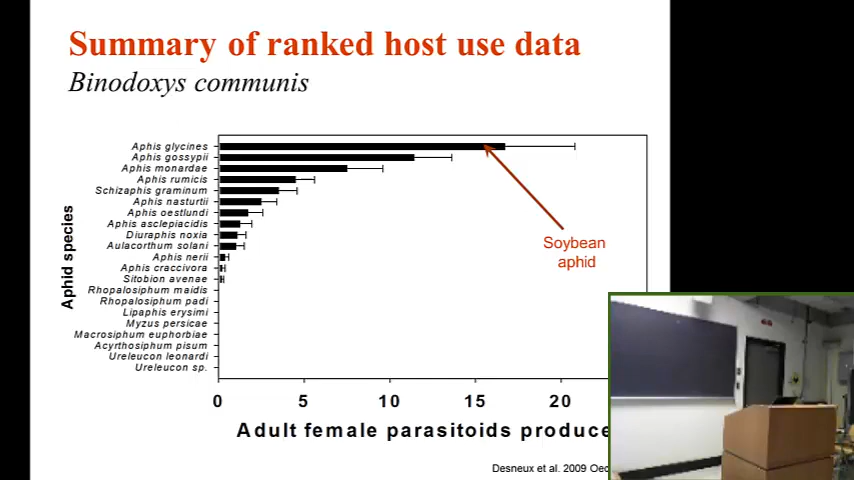 Summary of ranked host use data
Binodoxys communis
Aphis glycines
Aphis gossypii
Aphis monardae
Aphis rumicis
Schizaphis graminum
Aphis nasturtii
Aphis oestlundi
Aphis asclepiacidis
Diuraphis noxia
Aulacorthum solani
Aphis nerii
Aphis craccivora
Sitobion avenae
Rhopalosiphum maidis
Rhopalosiphum padi
Lipaphis erysimi
Myzus persicae
Macrosiphum euphorbiae
Acyrthosiphum pisum
Ureleucon leonardi
Ureleucon sp.
Aphid species
Soybean
aphid
0 5 10 15 20
Adult female parasitoids produce
Desneux et al. 2009 Oec